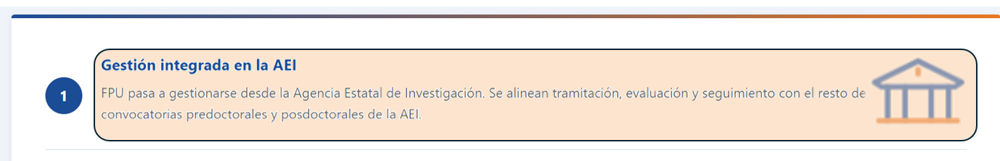 1
Gestión integrada en la AEI
FPU pasa a gestionarse desde la Agencia Estatal de Investigación. Se alinean tramitación, evaluación y seguimiento con el resto de
convocatorias predoctorales y posdoctorales de la AEI.